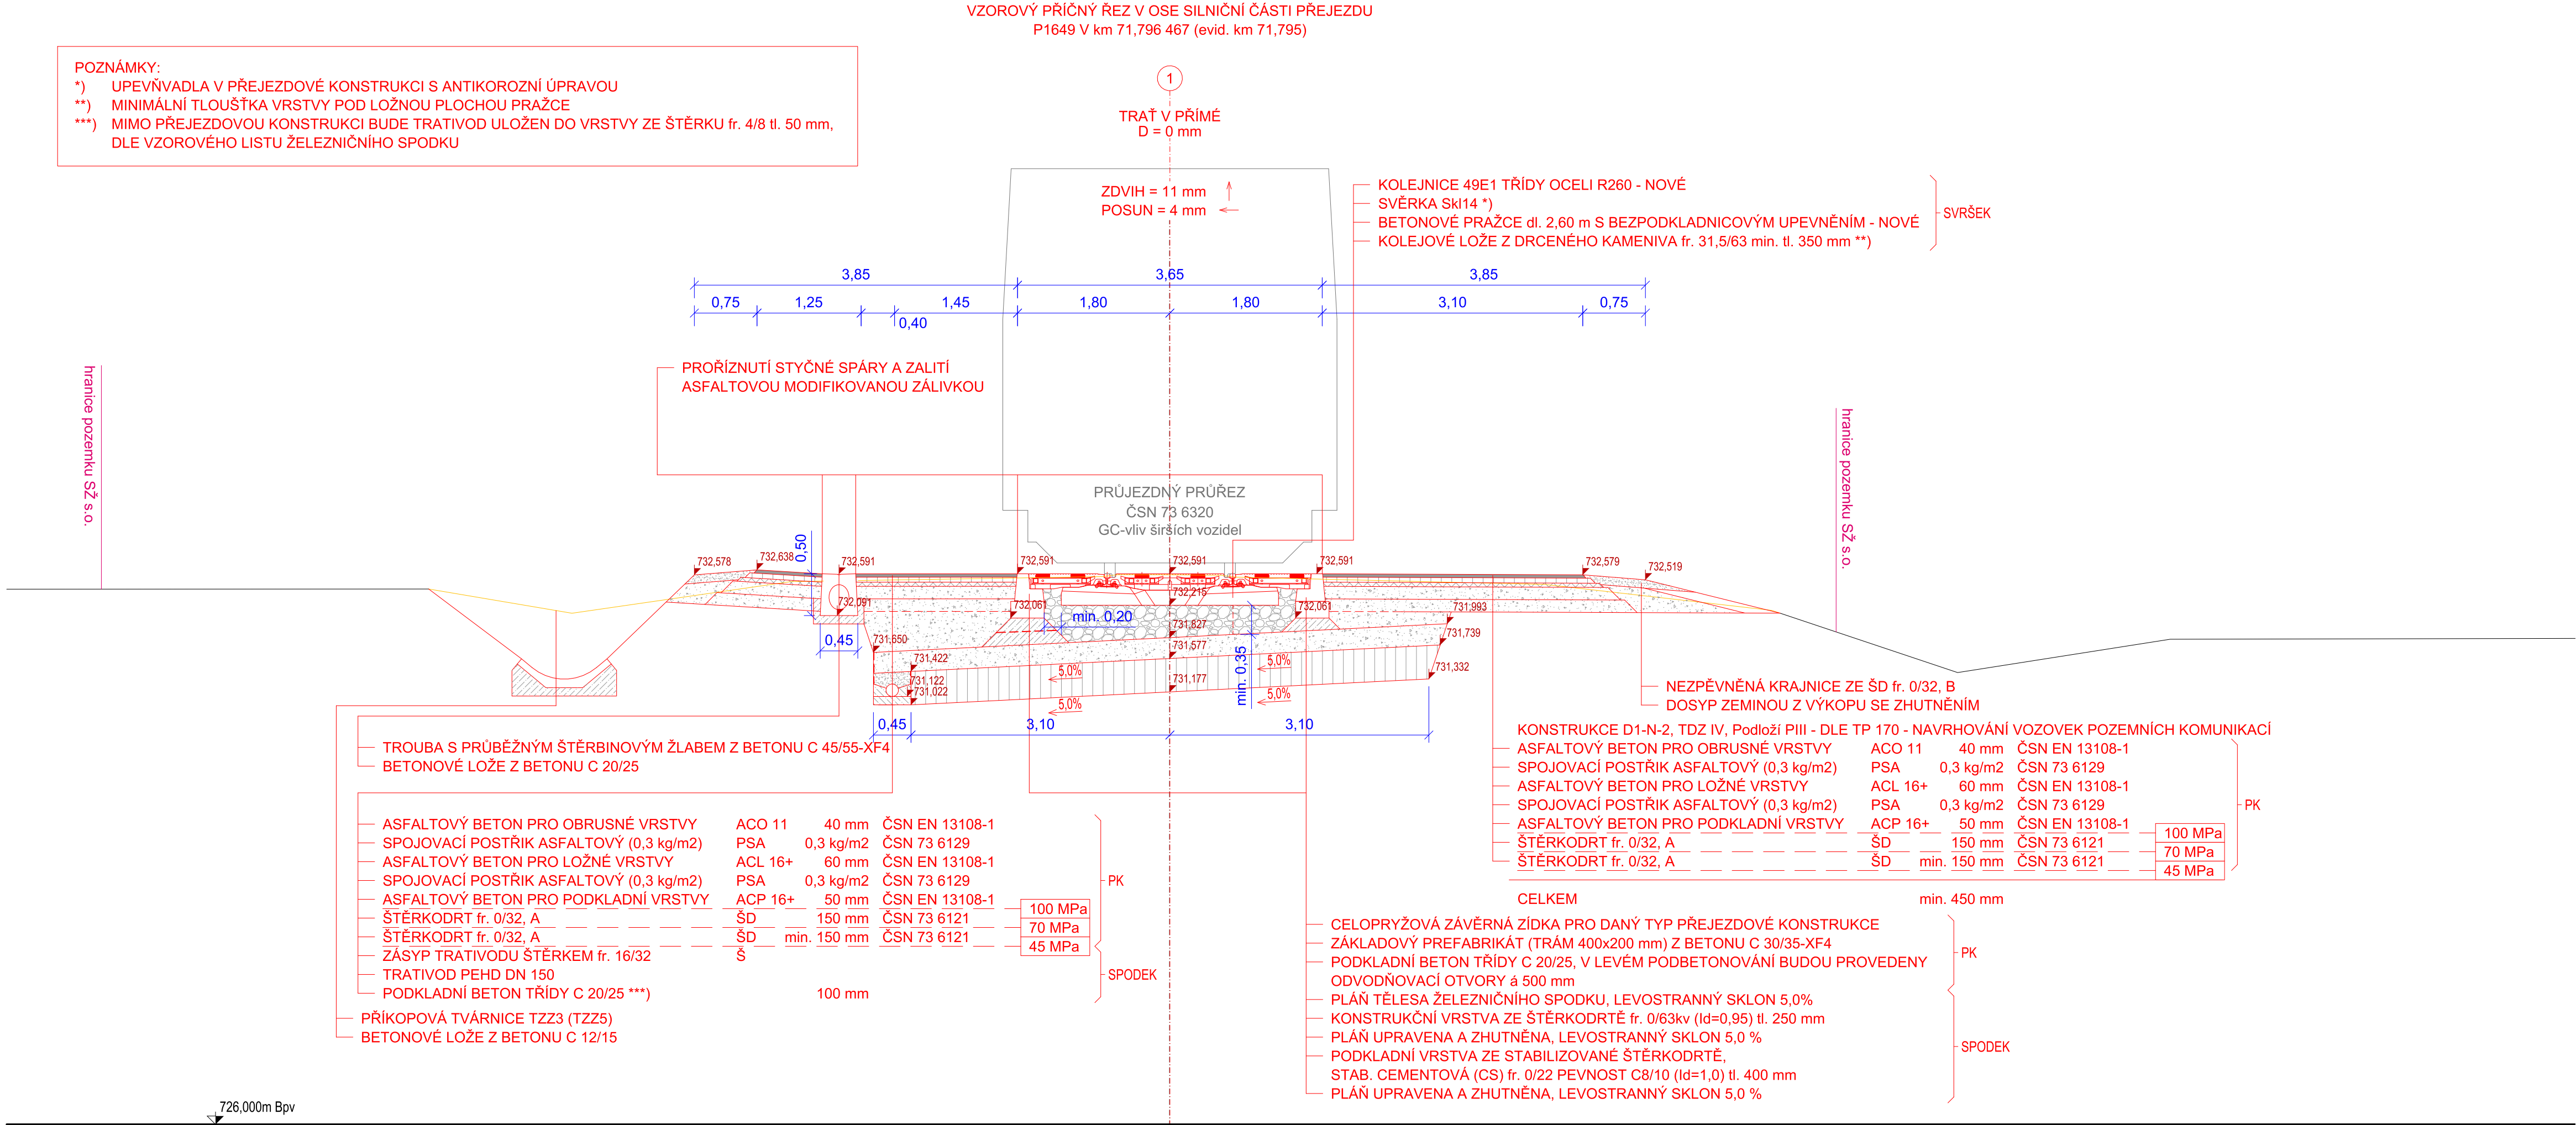 VZOROVÝ PŘÍČNÝ ŘEZ V OSE SILNIČNÍ ČÁSTI PŘEJEZDU
P1649 V km 71,796 467 (evid. km 71,795)
POZNÁMKY:
*) UPEVŇVADLA V PŘEJEZDOVÉ KONSTRUKCI S ANTIKOROZNÍ ÚPRAVOU
**) MINIMÁLNÍ TLOUŠŤKA VRSTVY POD LOŽNOU PLOCHOU PRAŽCE
***) MIMO PŘEJEZDOVOU KONSTRUKCI BUDE TRATIVOD ULOŽEN DO VRSTVY ZE ŠTĚRKU fr. 4/8 tl. 50 mm,
DLE VZOROVÉHO LISTU ŽELEZNIČNÍHO SPODKU
1
TRAŤ V PŘÍMÉ
D = 0 mm
ZDVIH = 11 mm
POSUN = 4 mm
KOLEJNICE 49E1 TŘÍDY OCELI R260 - NOVÉ
SVĚRKA Skl14 *)
BETONOVÉ PRAŽCE dl. 2,60 m S BEZPODKLADNICOVÝM UPEVNĚNÍM - NOVÉ
KOLEJOVÉ LOŽE Z DRCENÉHO KAMENIVA fr. 31,5/63 min. tl. 350 mm **)
SVRŠEK
3,85 3,65 3,85
0,75 1,25 0,40 1,45 1,80 1,80 3,10 0,75
PROŘÍZNUTÍ STYČNÉ SPÁRY A ZALITÍ
ASFALTOVOU MODIFIKOVANOU ZÁLIVKOU
hranice pozemku SŽ s.o.
hranice pozemku SŽ s.o.
PRŮJEZDNÝ PRŮŘEZ
ČSN 73 6320
GC-vliv širších vozidel
0,50
732,578 732,638 732,591 732,591 732,591 732,591 732,579 732,519
732,091 732,061 732,216 732,061 731,993
min. 0,20
0,45
731,650 731,827 731,739
731,422 731,577 731,332
731,122
731,022 731,177
min. 0,35
5,0% 5,0%
5,0% 5,0%
0,45 3,10 3,10
NEZPĚVNĚNÁ KRAJNICE ZE ŠD fr. 0/32, B
DOSYP ZEMINOU Z VÝKOPU SE ZHUTNĚNÍM
TROUBA S PRŮBĚŽNÝM ŠTĚRBINOVÝM ŽLABEM Z BETONU C 45/55-XF4
BETONOVÉ LOŽE Z BETONU C 20/25
ASFALTOVÝ BETON PRO OBRUSNÉ VRSTVY ACO 11 40 mm ČSN EN 13108-1
SPOJOVACÍ POSTŘIK ASFALTOVÝ (0,3 kg/m2) PSA 0,3 kg/m2 ČSN 73 6129
ASFALTOVÝ BETON PRO LOŽNÉ VRSTVY ACL 16+ 60 mm ČSN EN 13108-1
SPOJOVACÍ POSTŘIK ASFALTOVÝ (0,3 kg/m2) PSA 0,3 kg/m2 ČSN 73 6129
ASFALTOVÝ BETON PRO PODKLADNÍ VRSTVY ACP 16+ 50 mm ČSN EN 13108-1
100 MPa
ŠTĚRKODRT fr. 0/32, A ŠD 150 mm ČSN 73 6121
70 MPa
ŠTĚRKODRT fr. 0/32, A ŠD min. 150 mm ČSN 73 6121
45 MPa
ZÁSYP TRATIVODU ŠTĚRKEM fr. 16/32 Š
TRATIVOD PEHD DN 150
PODKLADNÍ BETON TŘÍDY C 20/25 ***) 100 mm
PK
SPODEK
PŘÍKOPOVÁ TVÁRNICE TZZ3 (TZZ5)
BETONOVÉ LOŽE Z BETONU C 12/15
KONSTRUKCE D1-N-2, TDZ IV, Podloží PIII - DLE TP 170 - NAVRHOVÁNÍ VOZOVEK POZEMNÍCH KOMUNIKACÍ
ASFALTOVÝ BETON PRO OBRUSNÉ VRSTVY ACO 11 40 mm ČSN EN 13108-1
SPOJOVACÍ POSTŘIK ASFALTOVÝ (0,3 kg/m2) PSA 0,3 kg/m2 ČSN 73 6129
ASFALTOVÝ BETON PRO LOŽNÉ VRSTVY ACL 16+ 60 mm ČSN EN 13108-1
SPOJOVACÍ POSTŘIK ASFALTOVÝ (0,3 kg/m2) PSA 0,3 kg/m2 ČSN 73 6129
ASFALTOVÝ BETON PRO PODKLADNÍ VRSTVY ACP 16+ 50 mm ČSN EN 13108-1
100 MPa
ŠTĚRKODRT fr. 0/32, A ŠD 150 mm ČSN 73 6121
70 MPa
ŠTĚRKODRT fr. 0/32, A ŠD min. 150 mm ČSN 73 6121
45 MPa
PK
CELKEM min. 450 mm
CELOPRYŽOVÁ ZÁVĚRNÁ ZÍDKA PRO DANÝ TYP PŘEJEZDOVÉ KONSTRUKCE
ZÁKLADOVÝ PREFABRIKÁT (TRÁM 400x200 mm) Z BETONU C 30/35-XF4
PODKLADNÍ BETON TŘÍDY C 20/25, V LEVÉM PODBETONOVÁNÍ BUDOU PROVEDENY
ODVODŇOVACÍ OTVORY á 500 mm
PK
PLÁŇ TĚLESA ŽELEZNIČNÍHO SPODKU, LEVOSTRANNÝ SKLON 5,0%
KONSTRUKČNÍ VRSTVA ZE ŠTĚRKODRTĚ fr. 0/63kv (Id=0,95) tl. 250 mm
PLÁŇ UPRAVENA A ZHUTNĚNA, LEVOSTRANNÝ SKLON 5,0 %
PODKLADNÍ VRSTVA ZE STABILIZOVANÉ ŠTĚRKODRTĚ,
STAB. CEMENTOVÁ (CS) fr. 0/22 PEVNOST C8/10 (Id=1,0) tl. 400 mm
PLÁŇ UPRAVENA A ZHUTNĚNA, LEVOSTRANNÝ SKLON 5,0 %
SPODEK
726,000m Bpv